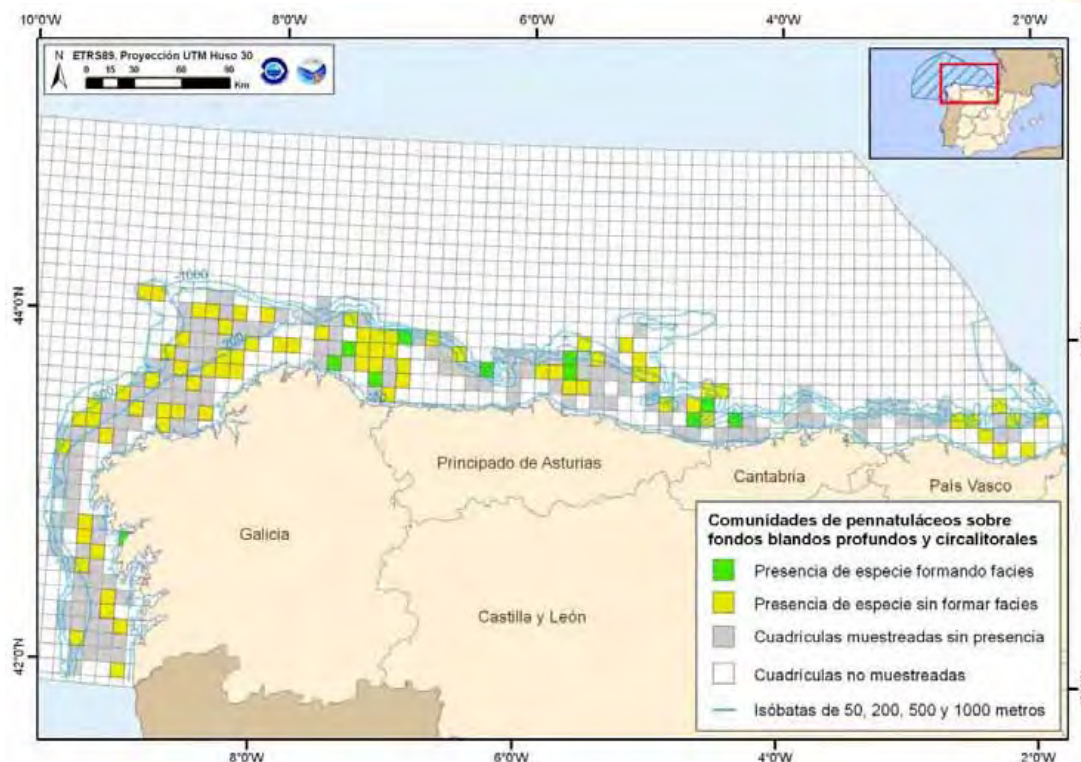 10°0'W 8°0'W 6°0'W 4°0'W 2°0'W
N ETRS89. Proyección UTM Huso 30
0 15 30 60 90
Km
-1000
44°0'N
Principado de Asturias
Cantabria
País Vasco
Galicia
Castilla y León
42°0'N
Comunidades de pennatuláceos sobre
fondos blandos profundos y circalitorales
Presencia de especie formando facies
Presencia de especie sin formar facies
Cuadrículas muestreadas sin presencia
Cuadrículas no muestreadas
Isóbatas de 50, 200, 500 y 1000 metros
8°0'W 6°0'W 4°0'W 2°0'W